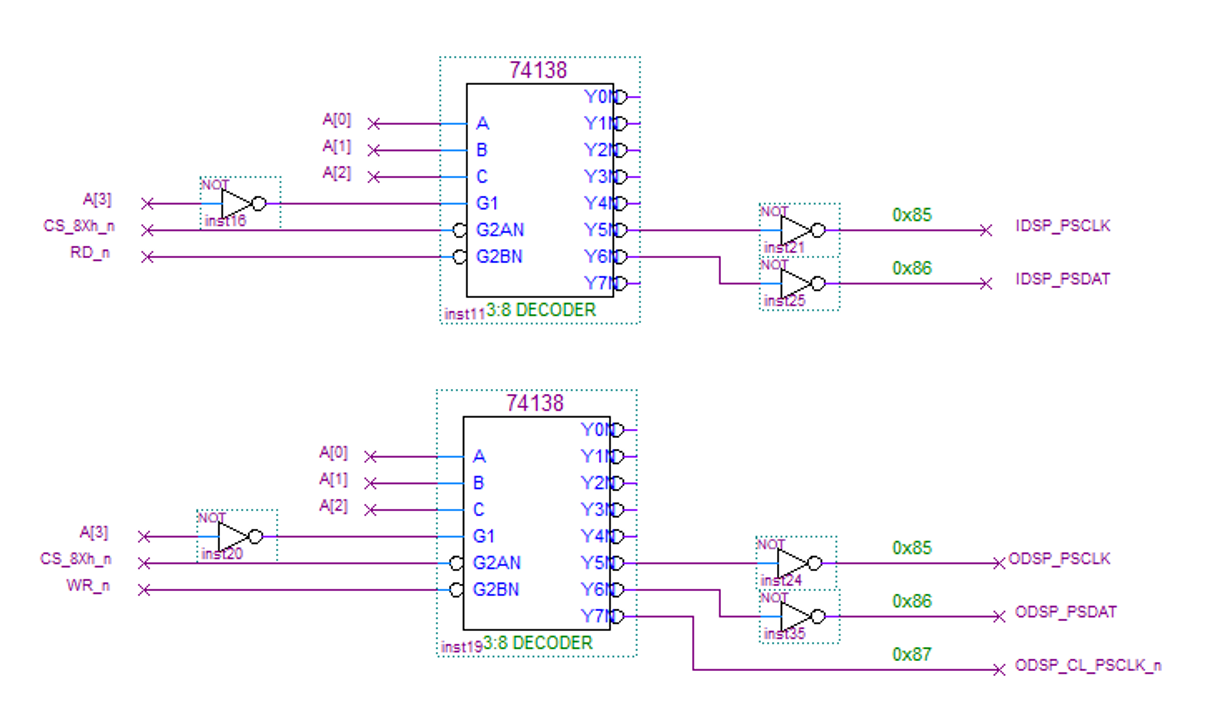 74138
Y0N
A[0] A Y1N
A[1] B Y2N
A[2] C Y3N
NOT
A[3] G1 Y4N
inst16
CS_8Xh_n G2AN Y5N NOT 0x85 IDSP_PSCLK
inst21
RD_n G2BN Y6N NOT
Y7N 0x86 IDSP_PSDAT
inst25
inst11 3:8 DECODER
74138
Y0N
A[0] A Y1N
A[1] B Y2N
A[2] C Y3N
NOT
A[3] G1 Y4N
inst20
CS_8Xh_n G2AN Y5N NOT 0x85 ODSP_PSCLK
inst24
WR_n G2BN Y6N NOT
Y7N 0x86 ODSP_PSDAT
inst35
inst19 3:8 DECODER
0x87 ODSP_CL_PSCLK_n